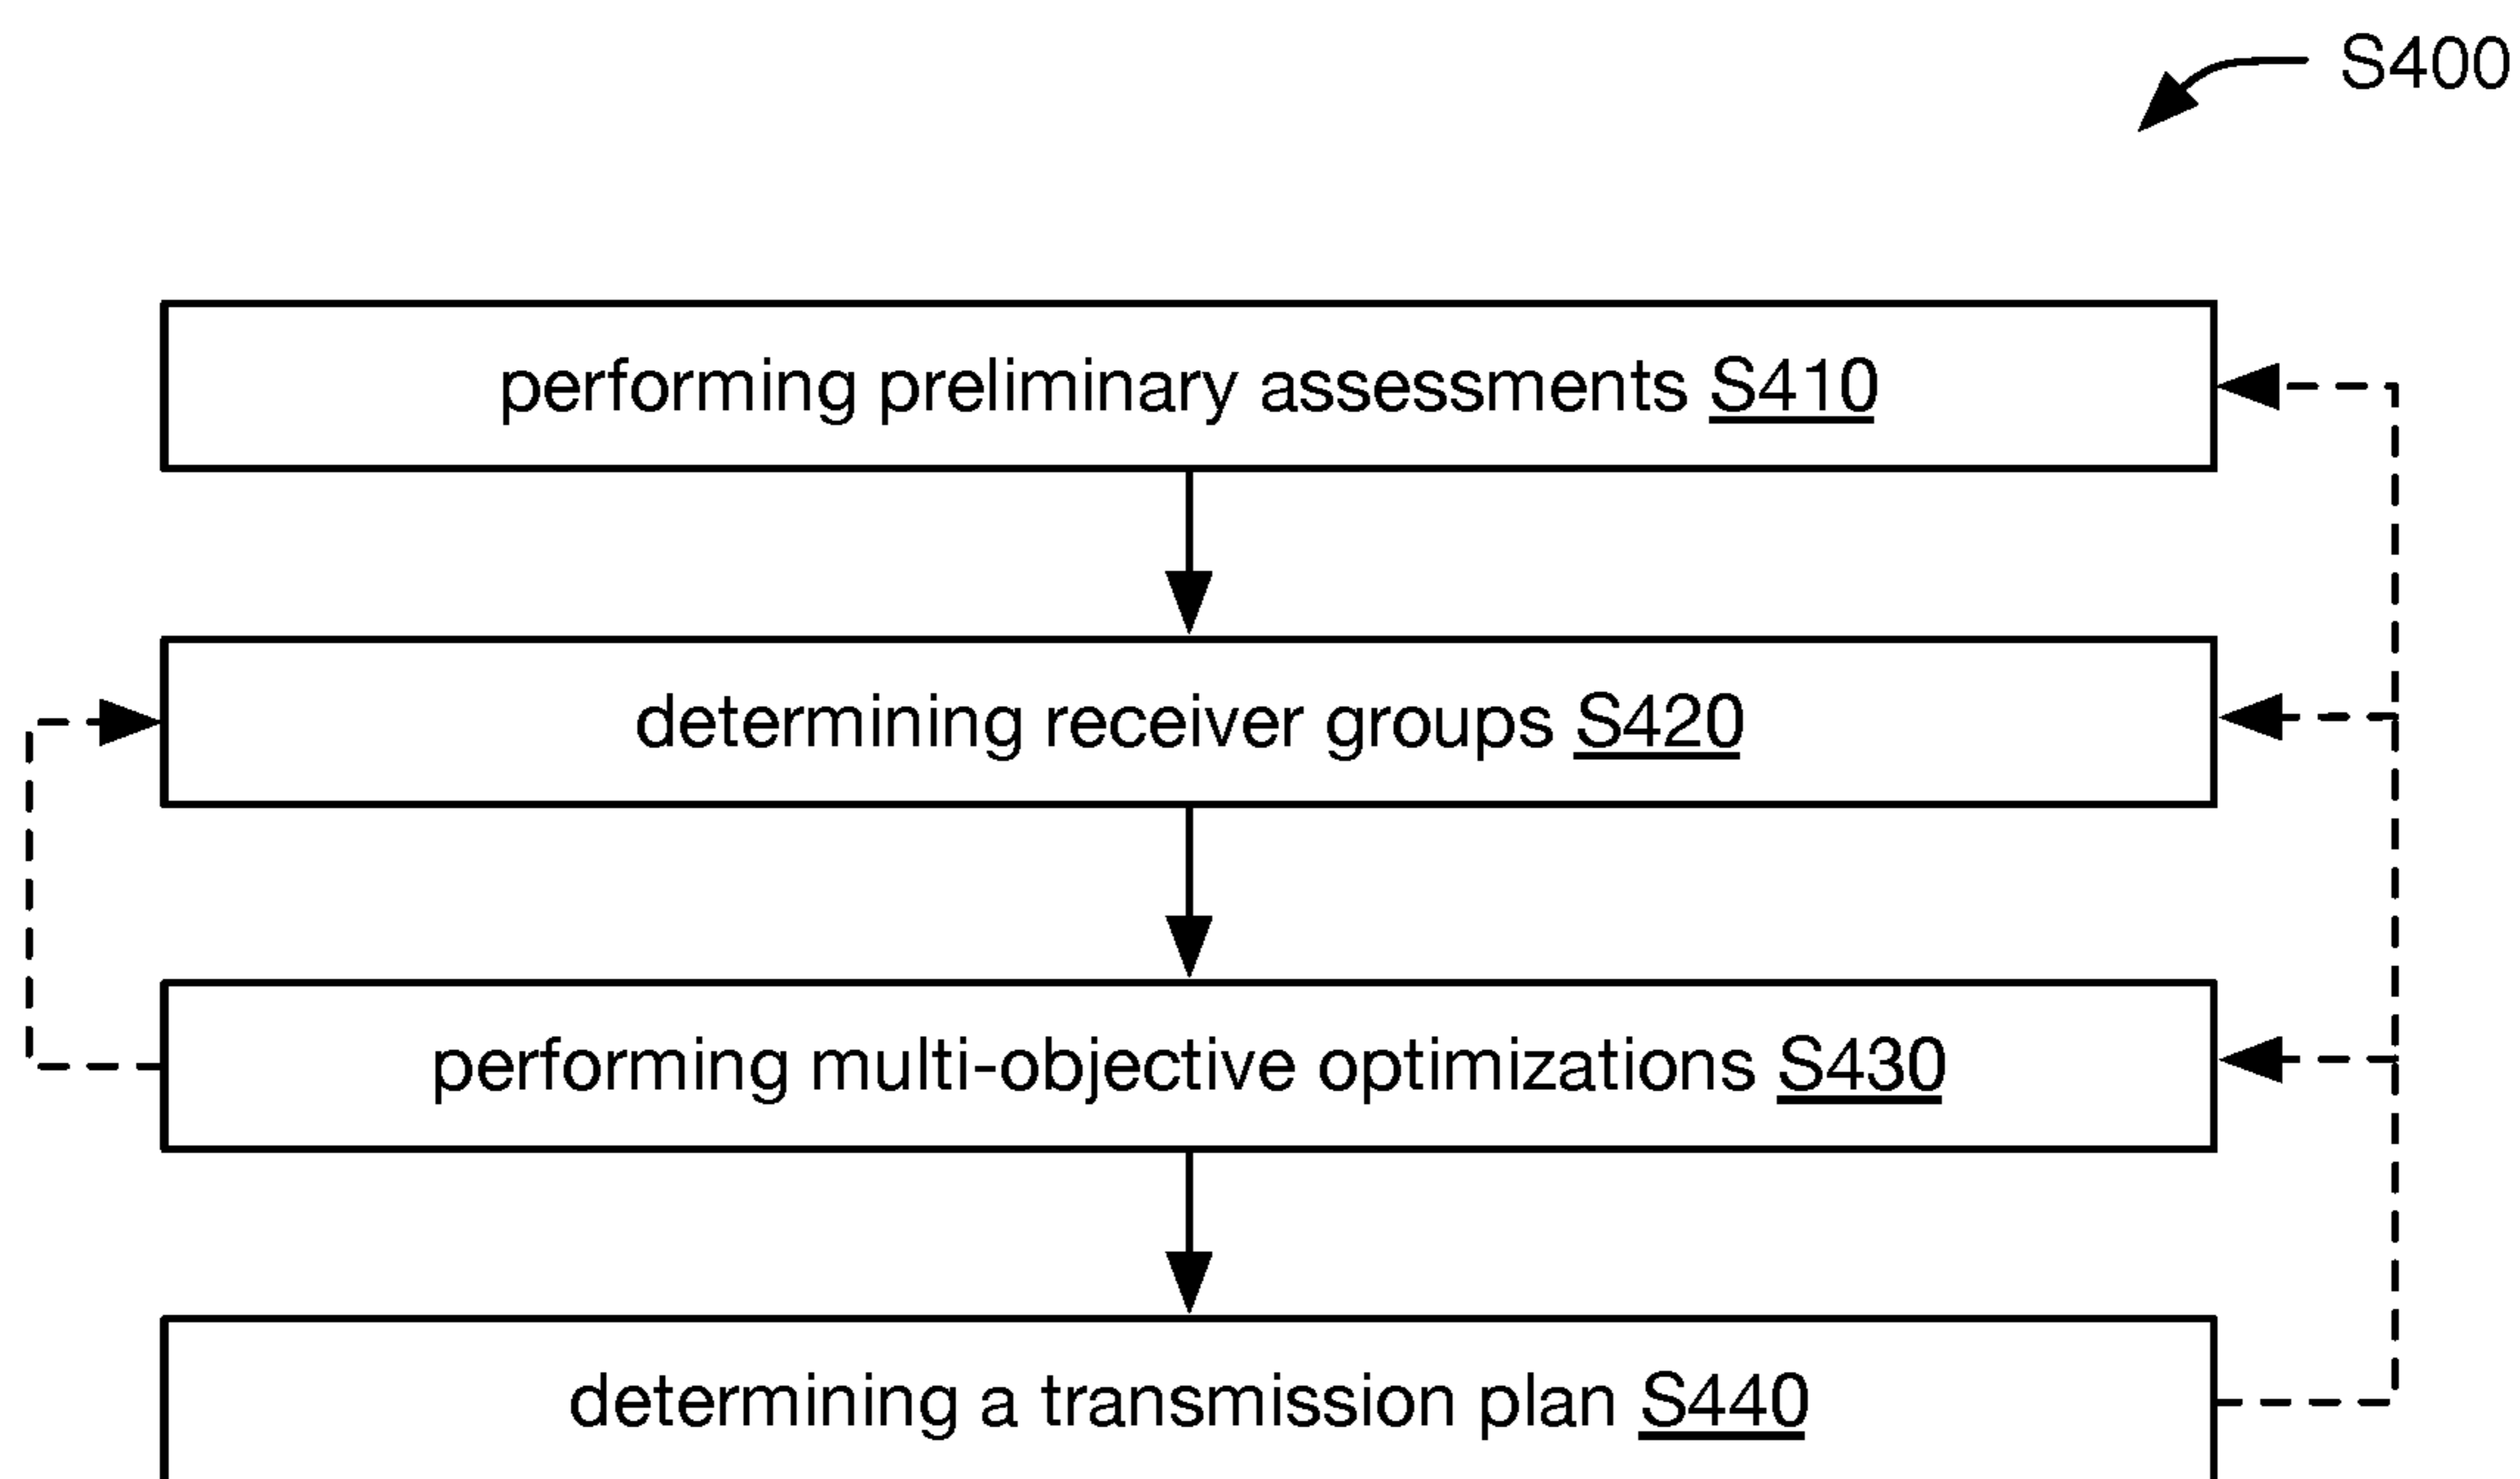 S400
performing preliminary assessments S410
determining receiver groups S420
performing multi-objective optimizations S430
determining a transmission plan S440